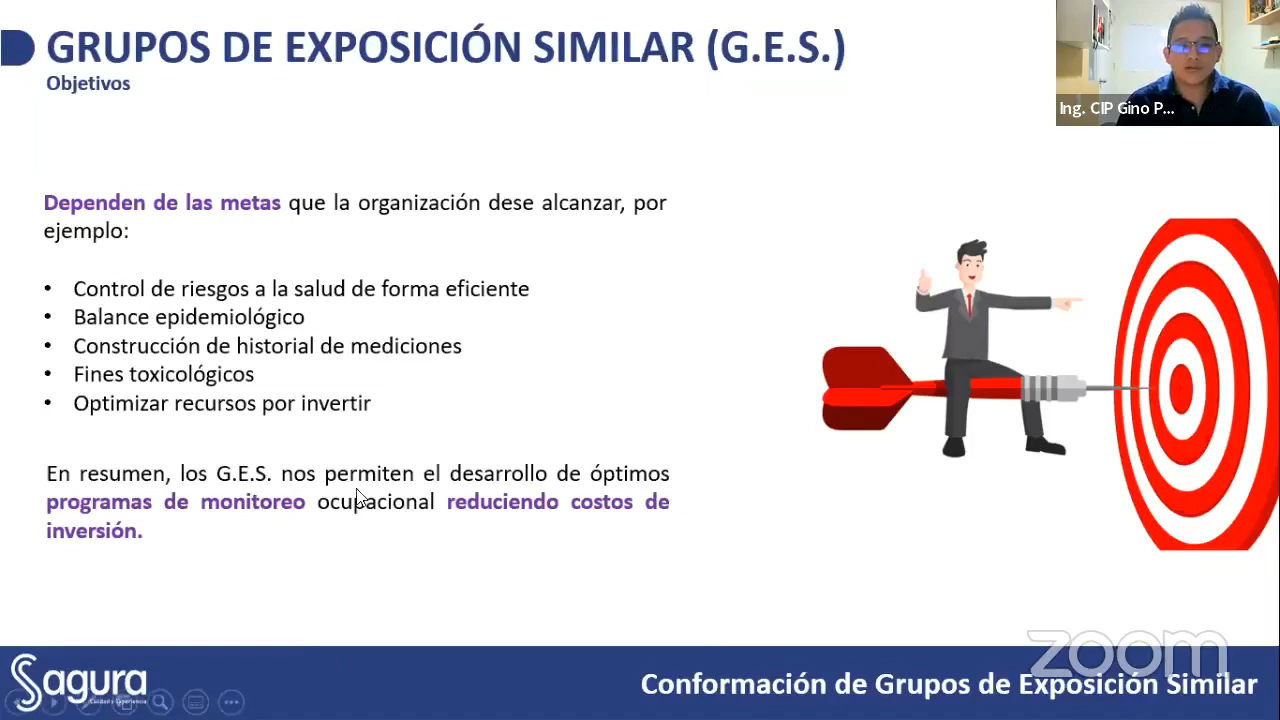 GRUPOS DE EXPOSICIÓN SIMILAR (G.E.S.)
Objetivos
Ing. CIP Gino P...
Dependen de las metas que la organización dese alcanzar, por
ejemplo:
• Control de riesgos a la salud de forma eficiente
• Balance epidemiológico
• Construcción de historial de mediciones
• Fines toxicológicos
• Optimizar recursos por invertir
En resumen, los G.E.S. nos permiten el desarrollo de óptimos
programas de monitoreo ocupacional reduciendo costos de
inversión.
zoom
Sagura
Calidad y Experiencia
Conformación de Grupos de Exposición Similar